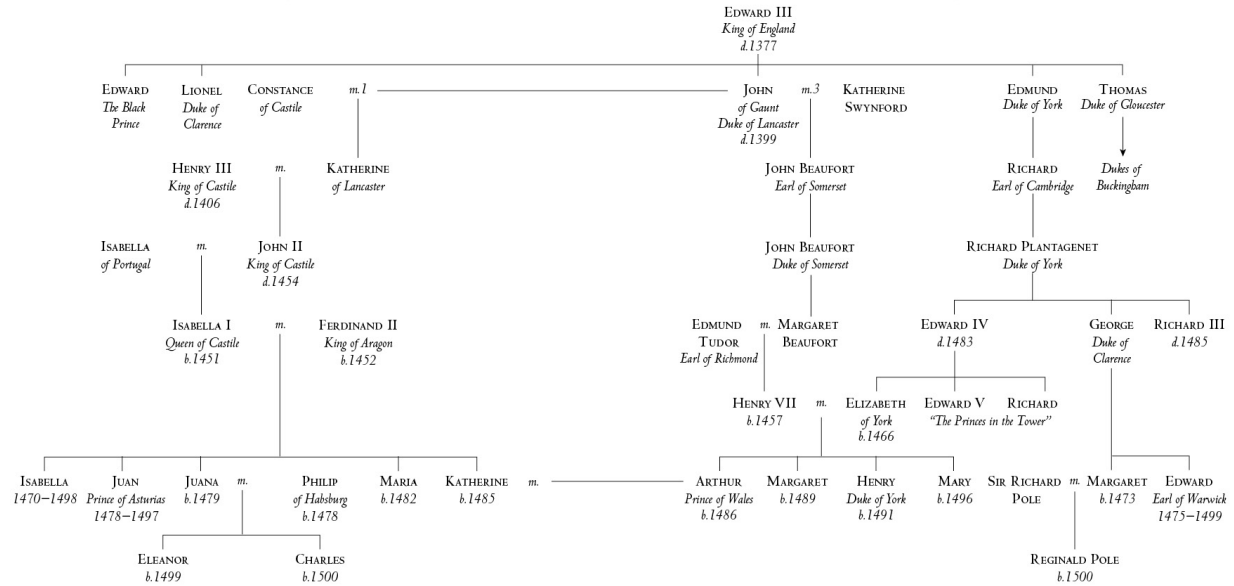 EDWARD III
King of England
d.1377
EDWARD LIONEL CONSTANCE m.1 JOHN m.3 KATHERINE EDMUND THOMAS
The Black Duke of of Castile of Gaunt SWYNFORD Duke of York Duke of Gloucester
Prince Clarence Duke of Lancaster
d.1399
HENRY III m. KATHERINE JOHN BEAUFORT RICHARD Dukes of
King of Castile of Lancaster Earl of Somerset Earl of Cambridge Buckingham
d.1406
ISABELLA m. JOHN II JOHN BEAUFORT RICHARD PLANTAGENET
of Portugal King of Castile Duke of Somerset Duke of York
d.1454
ISABELLA I m. FERDINAND II EDMUND m. MARGARET EDWARD IV GEORGE RICHARD III
Queen of Castile King of Aragon TUDOR BEAUFORT d.1483 Duke of d.1485
b.1451 b.1452 Earl of Richmond Clarence
HENRY VII m. ELIZABETH EDWARD V RICHARD
b.1457 of York "The Princes in the Tower"
b.1466
ISABELLA JUAN JUANA m. PHILIP MARIA KATHERINE m. ARTHUR MARGARET HENRY MARY SIR RICHARD m. MARGARET EDWARD
1470–1498 Prince of Asturias b.1479 of Habsburg b.1482 b.1485 Prince of Wales b.1489 Duke of York b.1496 POLE b.1473 Earl of Warwick
1478–1497 b.1478 b.1486 b.1491 1475–1499
ELEANOR CHARLES REGINALD POLE
b.1499 b.1500 b.1500